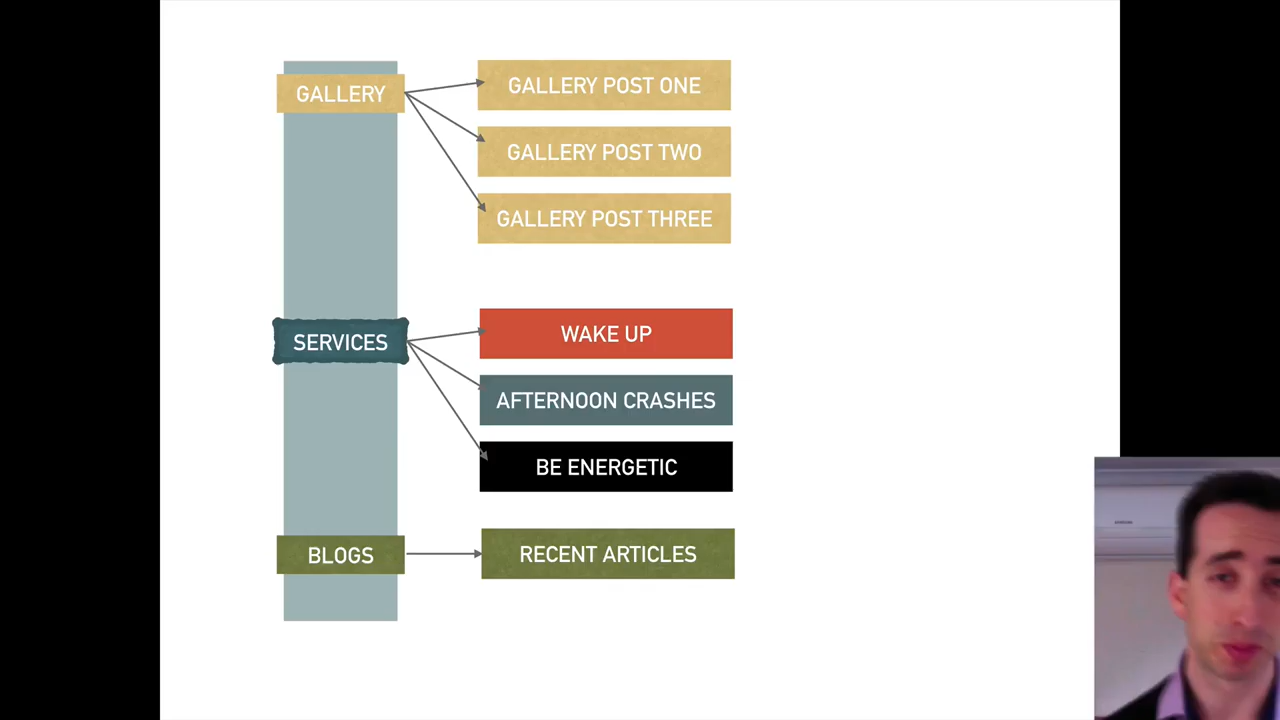 GALLERY
GALLERY POST ONE
GALLERY POST TWO
GALLERY POST THREE
SERVICES
WAKE UP
AFTERNOON CRASHES
BE ENERGETIC
BLOGS
RECENT ARTICLES